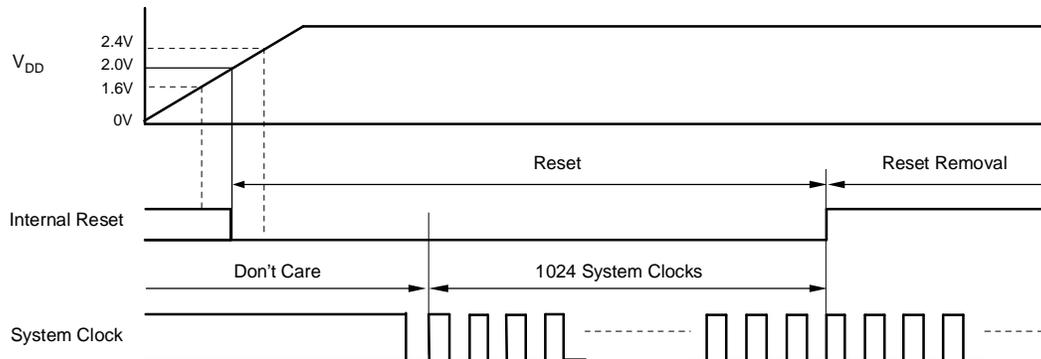 2.4V
V_DD
2.0V
1.6V
0V
Reset
Reset Removal
Internal Reset
Don't Care
1024 System Clocks
System Clock